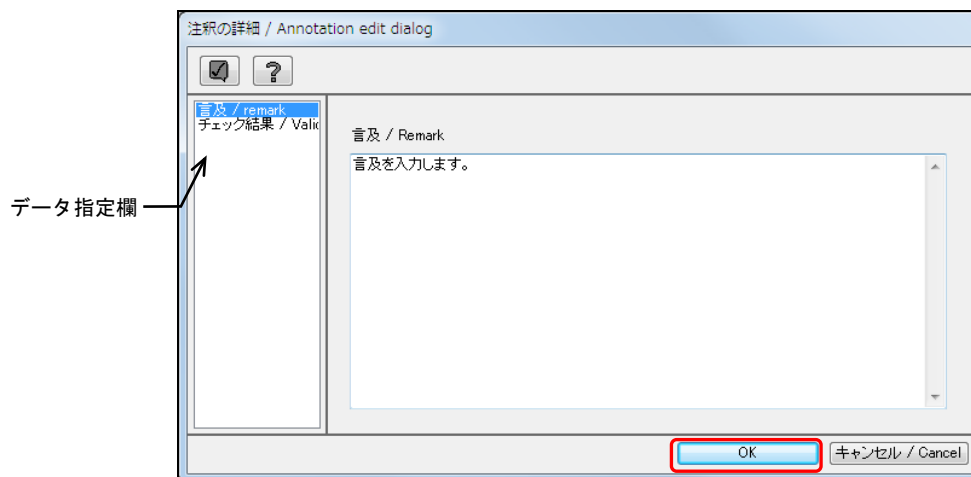 注釈の詳細 / Annotation edit dialog
言及 / remark
チェック結果 / Valid
データ指定欄
言及 / Remark
言及を入力します。
OK
キャンセル / Cancel